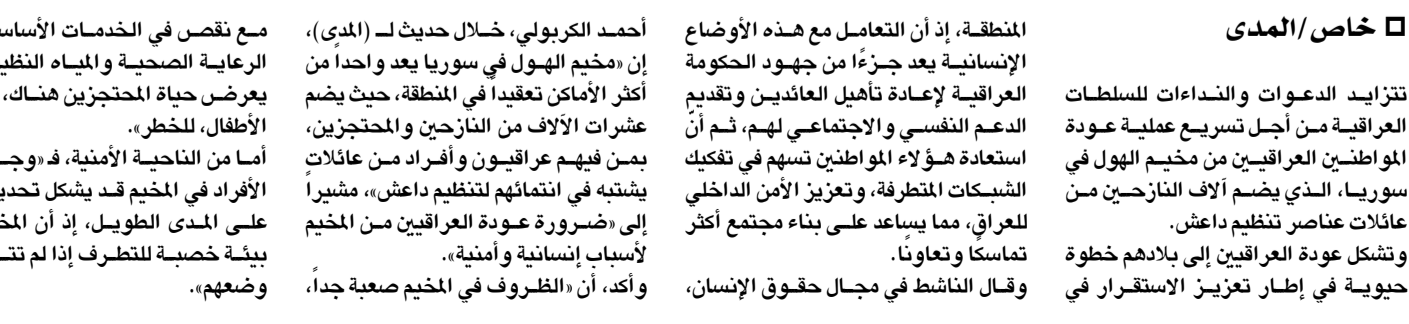 خاص/المدى
تتزايد الدعوات والنداءات للسلطات
العراقية من أجل تسريع عملية عودة
المواطنين العراقيين من مخيم الهول في
سوريا، الذي يضم آلاف النازحين من
عائلات عناصر تنظيم داعش.
وتشكل عودة العراقيين إلى بلادهم خطوة
حيوية في إطار تعزيز الاستقرار في
المنطقة، إذ أن التعامل مع هذه الأوضاع
الإنسانية يعد جزءًا من جهود الحكومة
العراقية لإعادة تأهيل العائدين وتقديم
الدعم النفسي والاجتماعي لهم، ثم أنّ
استعادة هؤلاء المواطنين تسهم في تفكيك
الشبكات المتطرفة، وتعزيز الأمن الداخلي
للعراق، مما يساعد على بناء مجتمع أكثر
تماسكًا وتعاونًا.
وقال الناشط في مجال حقوق الإنسان،
أحمد الكربولي، خلال حديث لـ (المدى)،
إن «مخيم الهول في سوريا يعد واحداً من
أكثر الأماكن تعقيداً في المنطقة، حيث يضم
عشرات الآلاف من النازحين والمحتجزين،
بمن فيهم عراقيون وأفراد من عائلات
يشتبه في انتمائهم لتنظيم داعش»، مشيراً
إلى «ضرورة عودة العراقيين من المخيم
لأسباب إنسانية وأمنية».
وأكد، أن «الظروف في المخيم صعبة جداً،
مع نقص في الخدمات
الرعاية الصحية والمياه
يعرض حياة المحتجزين هناك،
الأطفال، للخطر».
أما من الناحية الأمنية، فـ
الأفراد في المخيم قد يشكل
على المدى الطويل، إذ أن
بيئة خصبة للتطرف إذا لم
وضعهم».